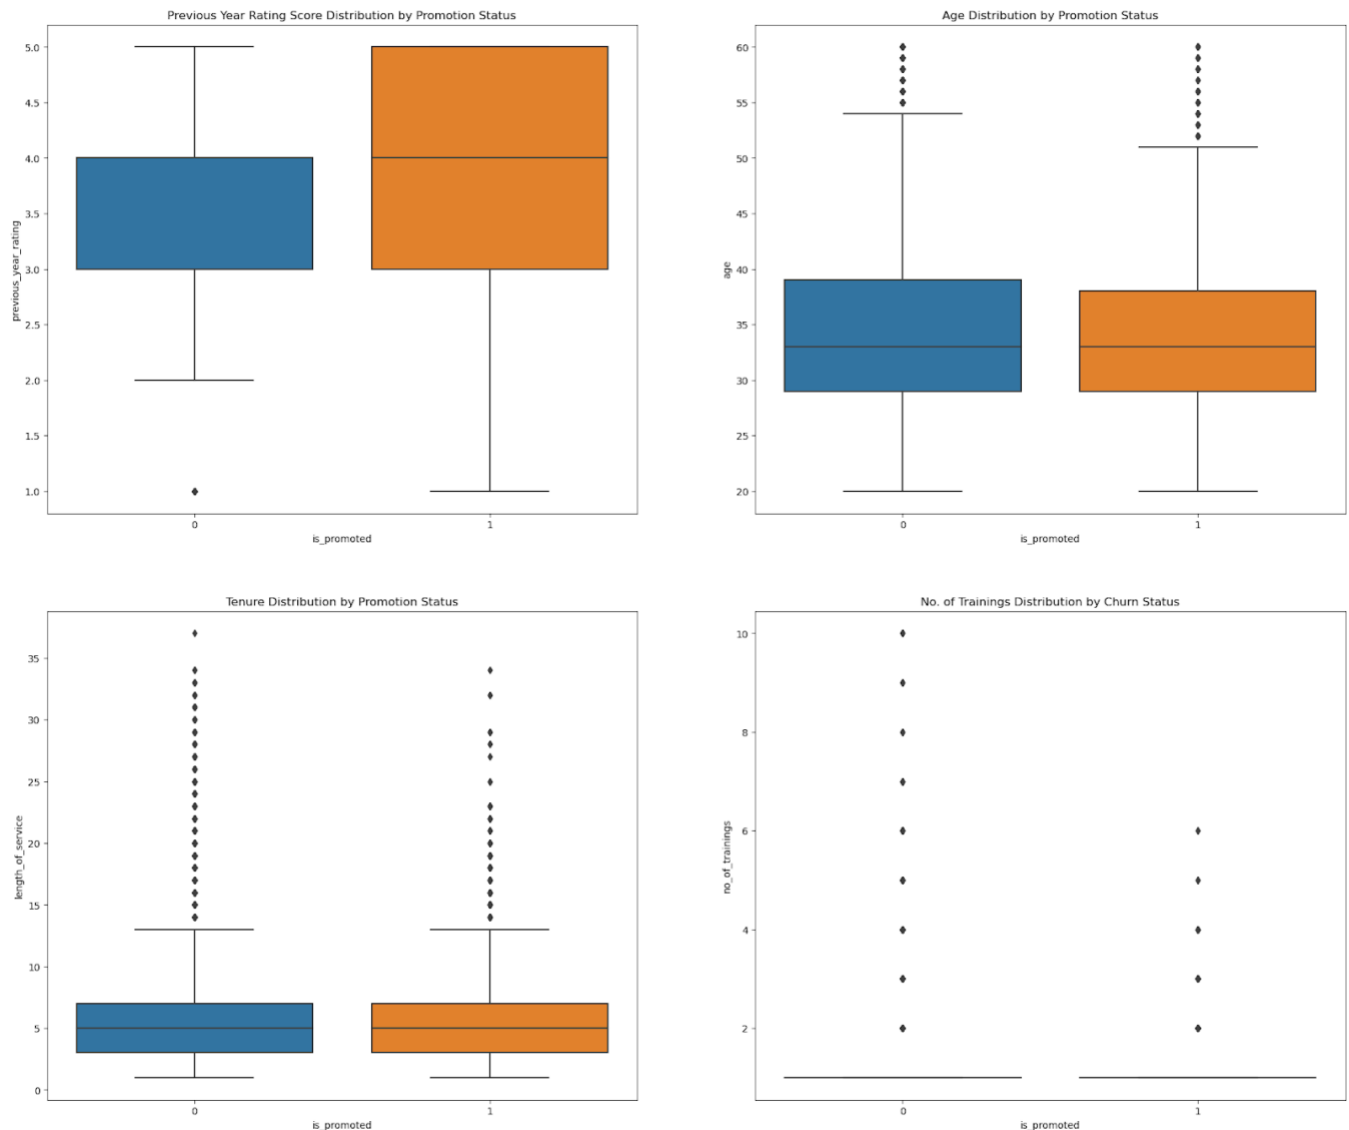 Previous Year Rating Score Distribution by Promotion Status
5.0
4.5
4.0
3.5
3.0
2.5
2.0
1.5
1.0
previous_year_rating
0 1
is_promoted
Age Distribution by Promotion Status
60
55
50
45
40
35
30
25
20
age
0 1
is_promoted
Tenure Distribution by Promotion Status
35
30
25
20
15
10
5
0
length_of_service
0 1
is_promoted
No. of Trainings Distribution by Churn Status
10
8
6
4
2
no_of_trainings
0 1
is_promoted